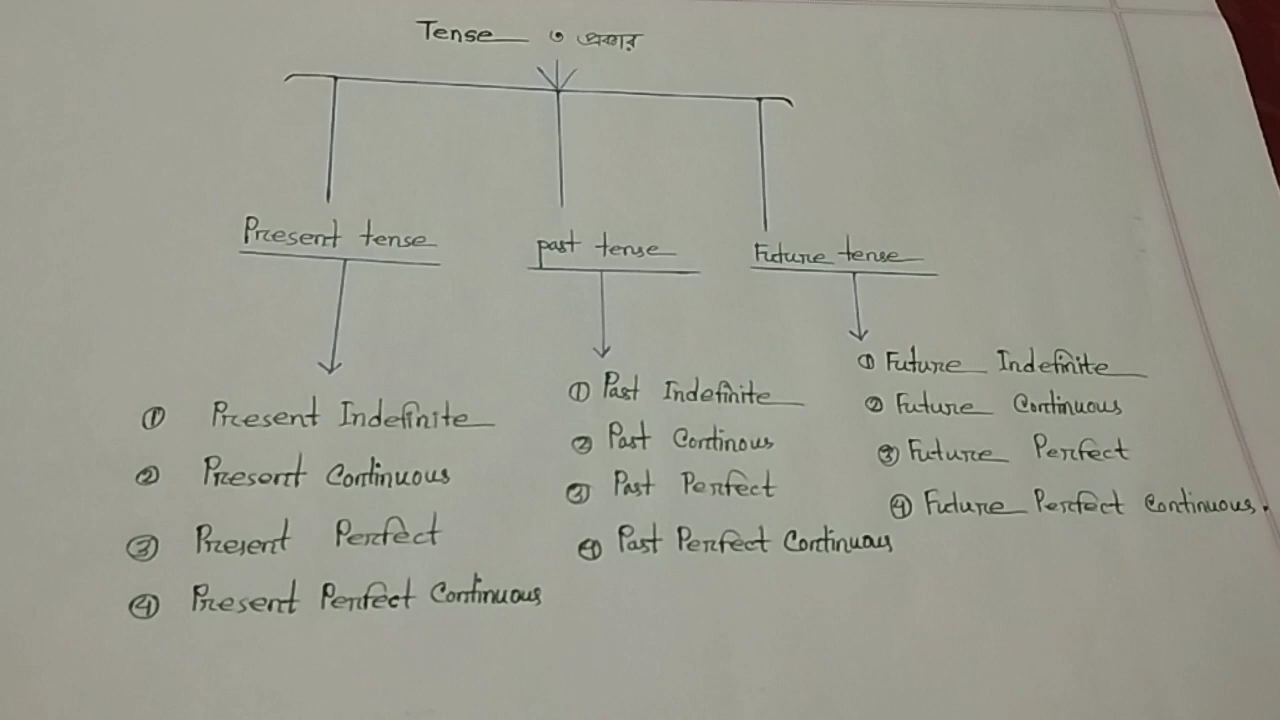 Tense ৩ প্রকার
Present tense
past tense
Future tense
① Present Indefinite
② Present Continuous
③ Present Perfect
④ Present Perfect Continuous
① Past Indefinite
② Past Continous
③ Past Perfect
④ Past Perfect Continuous
① Future Indefinite
② Future Continuous
③ Future Perfect
④ Future Perfect Continuous.